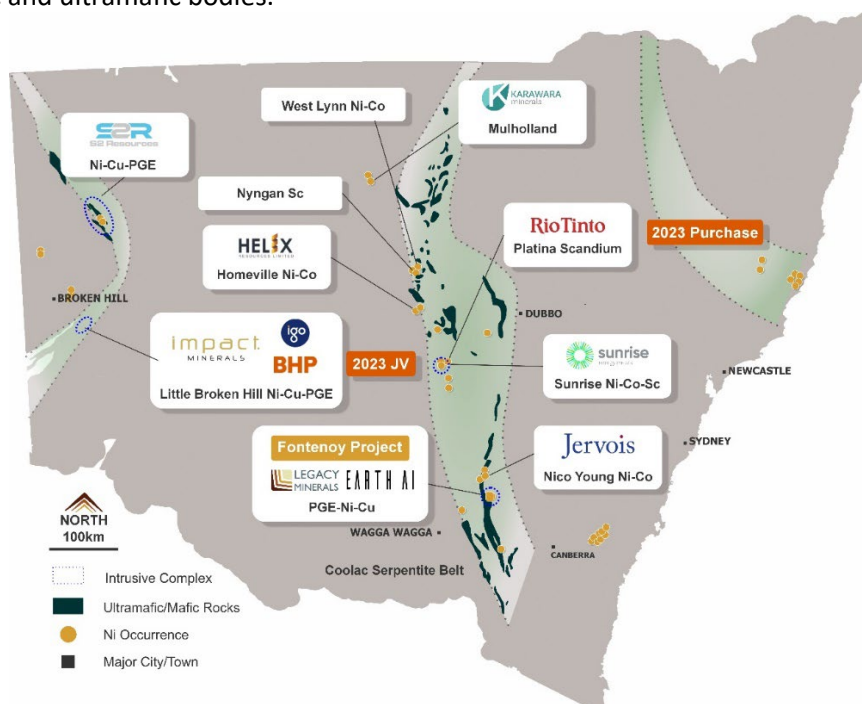 and ultramafic bodies.
West Lynn Ni-Co
KARAWARA
minerals
Mulholland
S2R
S2 Resources
Ni-Cu-PGE
Nyngan Sc
RioTinto
Platina Scandium
2023 Purchase
HELIX
RESOURCES LIMITED
Homeville Ni-Co
BROKEN HILL
DUBBO
impact
MINERALS
igo
BHP
Little Broken Hill Ni-Cu-PGE
2023 JV
sunrise
Sunrise Ni-Co-Sc
NEWCASTLE
SYDNEY
Fontenoy Project
LEGACY
MINERALS
EARTH AI
PGE-Ni-Cu
Jervois
Nico Young Ni-Co
NORTH
100km
WAGGA WAGGA
CANBERRA
Coolac Serpentite Belt
Intrusive Complex
Ultramafic/Mafic Rocks
Ni Occurrence
Major City/Town